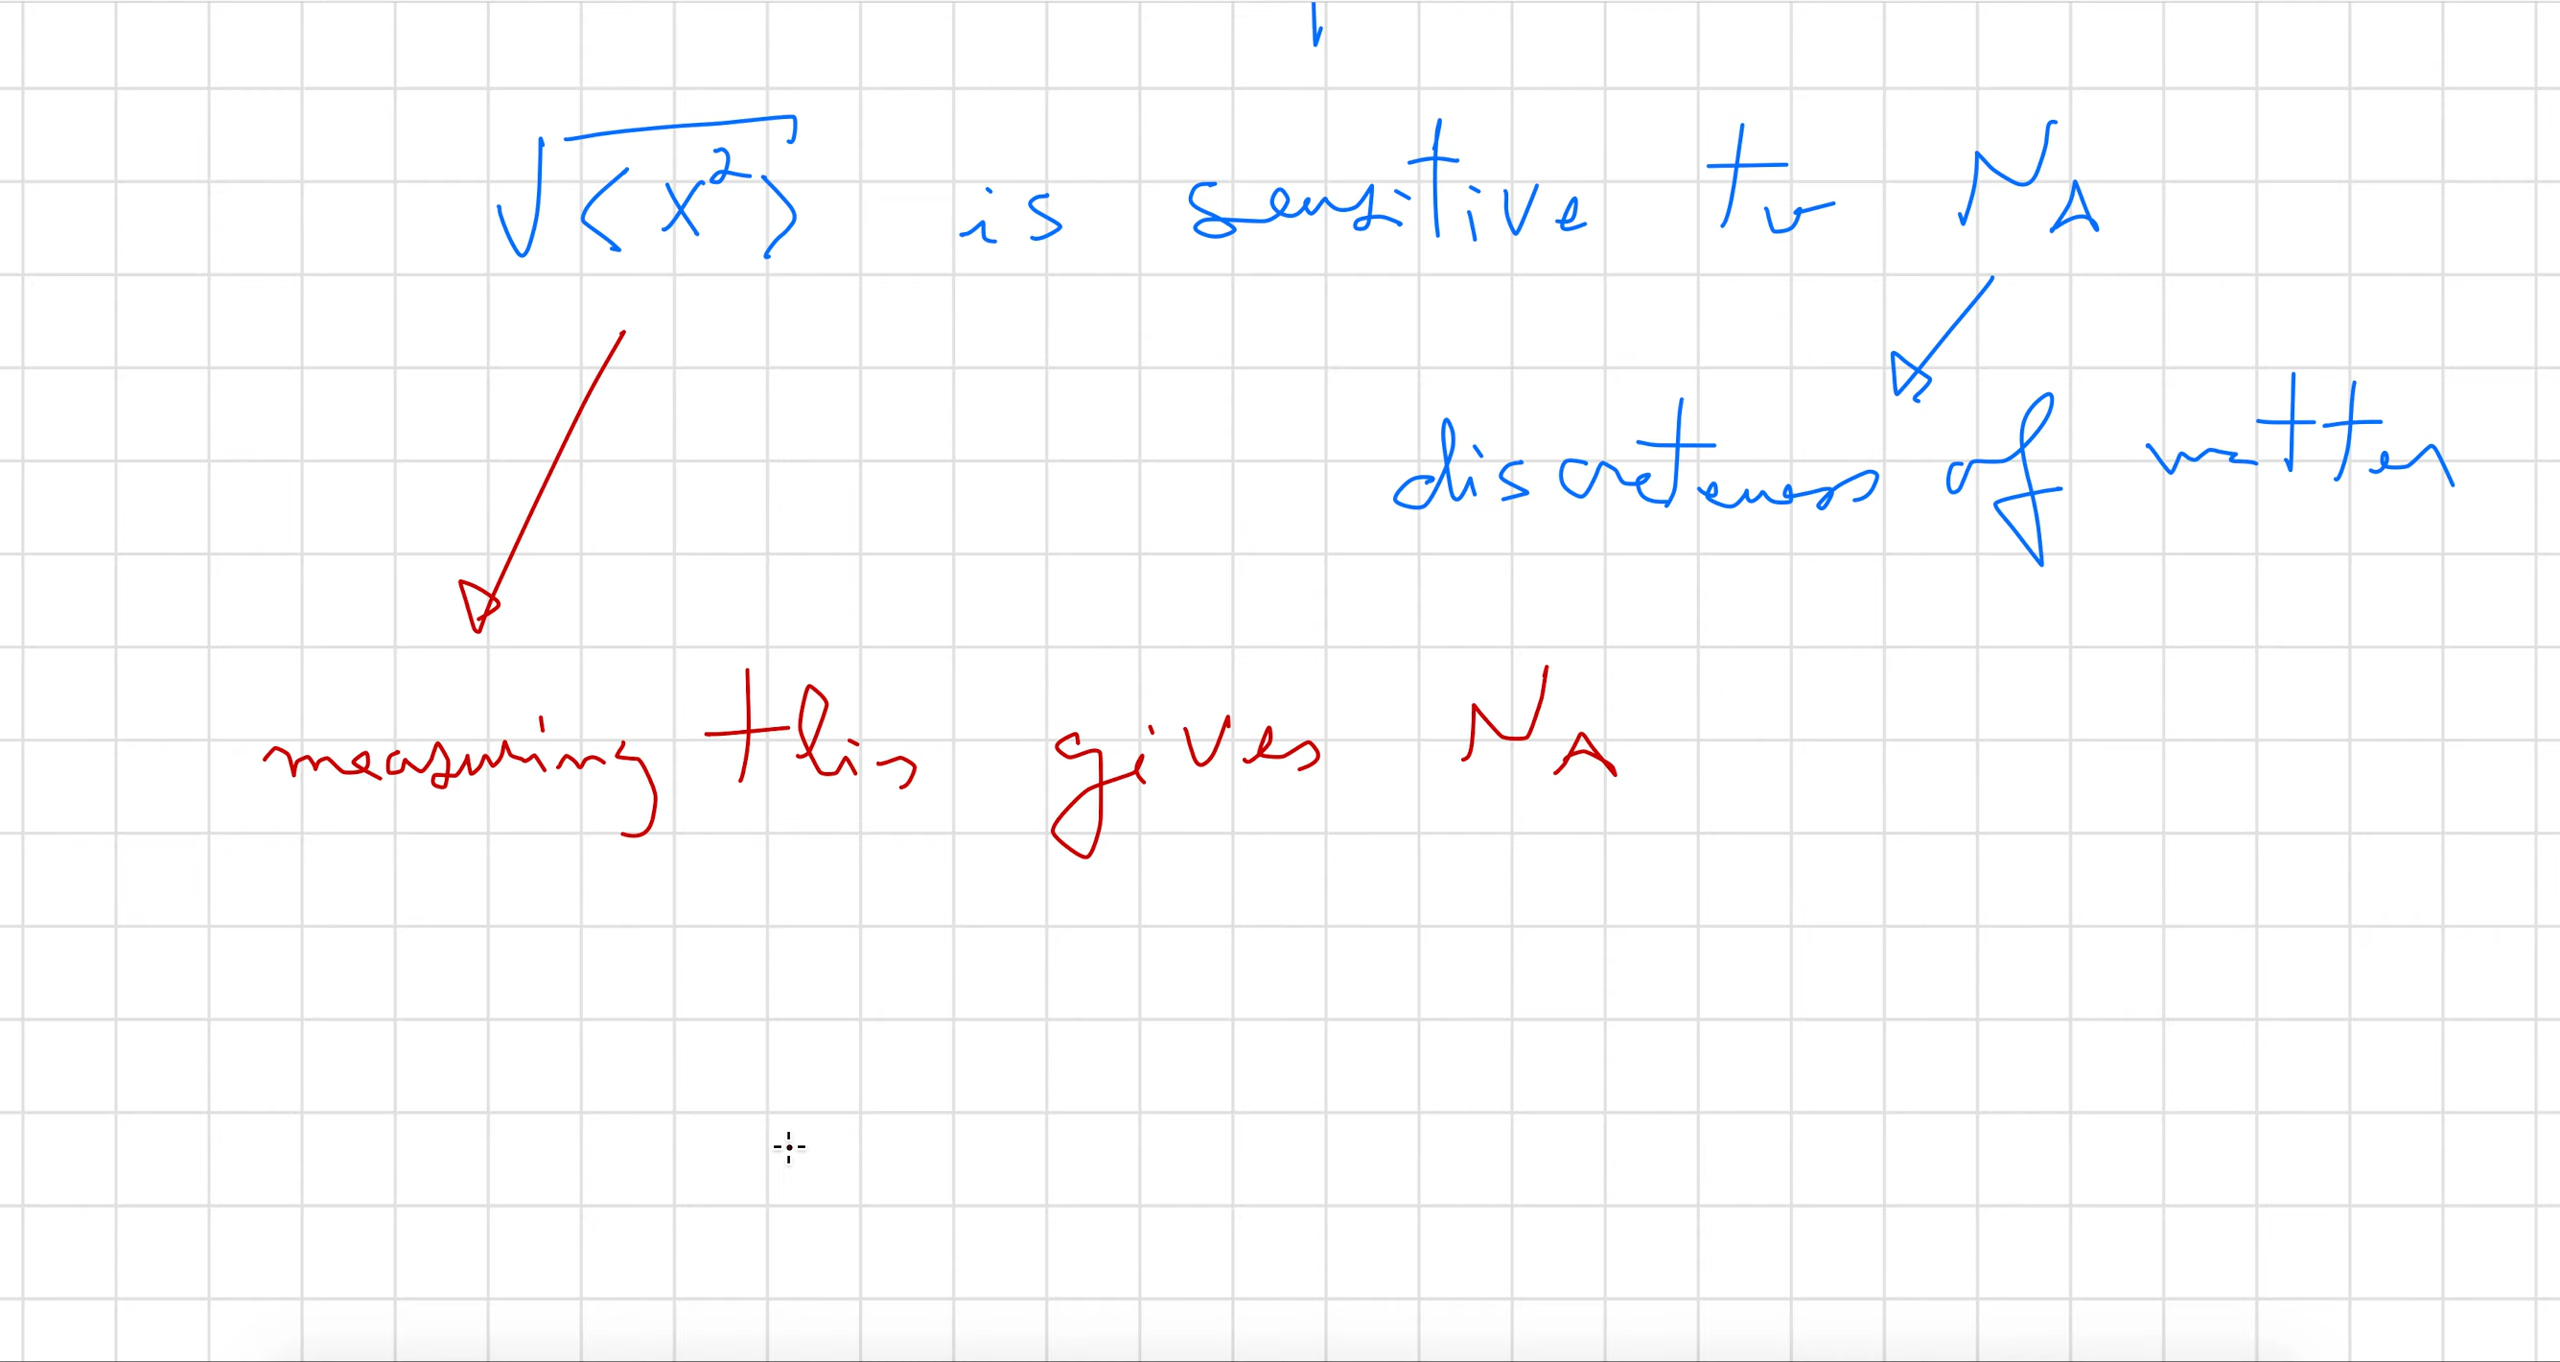 √⟨x²⟩ is sensitive to N_A
discreteness of matter
measuring this gives N_A